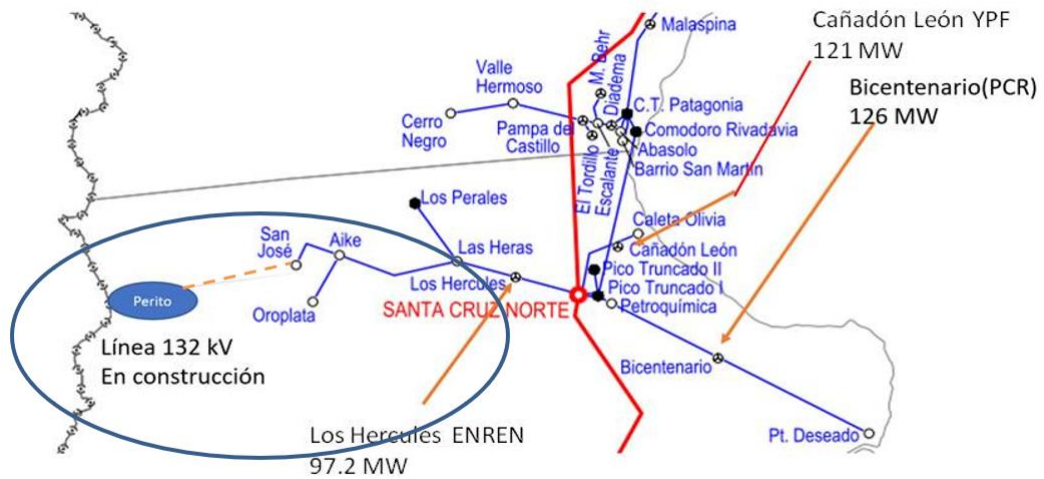 Cañadón León YPF
121 MW
Bicentenario(PCR)
126 MW
Malaspina
M. Behr
Diadema
Valle
Hermoso
C.T. Patagonia
Cerro
Negro
Pampa del
Castillo
Comodoro Rivadavia
Abasolo
Barrio San Martín
El Tordillo
Escalante
Los Perales
Caleta Olivia
San
José
Aike
Las Heras
Cañadón León
Los Hercules
Pico Truncado II
Pico Truncado I
Perito
Oroplata
SANTA CRUZ NORTE
Petroquímica
Línea 132 kV
En construcción
Bicentenario
Los Hercules ENREN
97.2 MW
Pt. Deseado